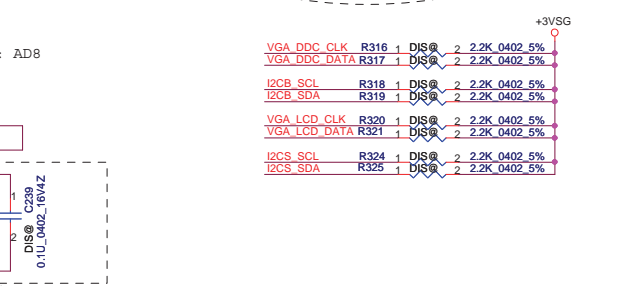 +3VSG
: AD8
VGA_DDC_CLK R316 1 DIS@ 2 2.2K_0402_5%
VGA_DDC_DATA R317 1 DIS@ 2 2.2K_0402_5%
I2CB_SCL R318 1 DIS@ 2 2.2K_0402_5%
I2CB_SDA R319 1 DIS@ 2 2.2K_0402_5%
VGA_LCD_CLK R320 1 DIS@ 2 2.2K_0402_5%
VGA_LCD_DATA R321 1 DIS@ 2 2.2K_0402_5%
I2CS_SCL R324 1 DIS@ 2 2.2K_0402_5%
I2CS_SDA R325 1 DIS@ 2 2.2K_0402_5%
1
2
DIS@ C239
0.1U_0402_16V4Z